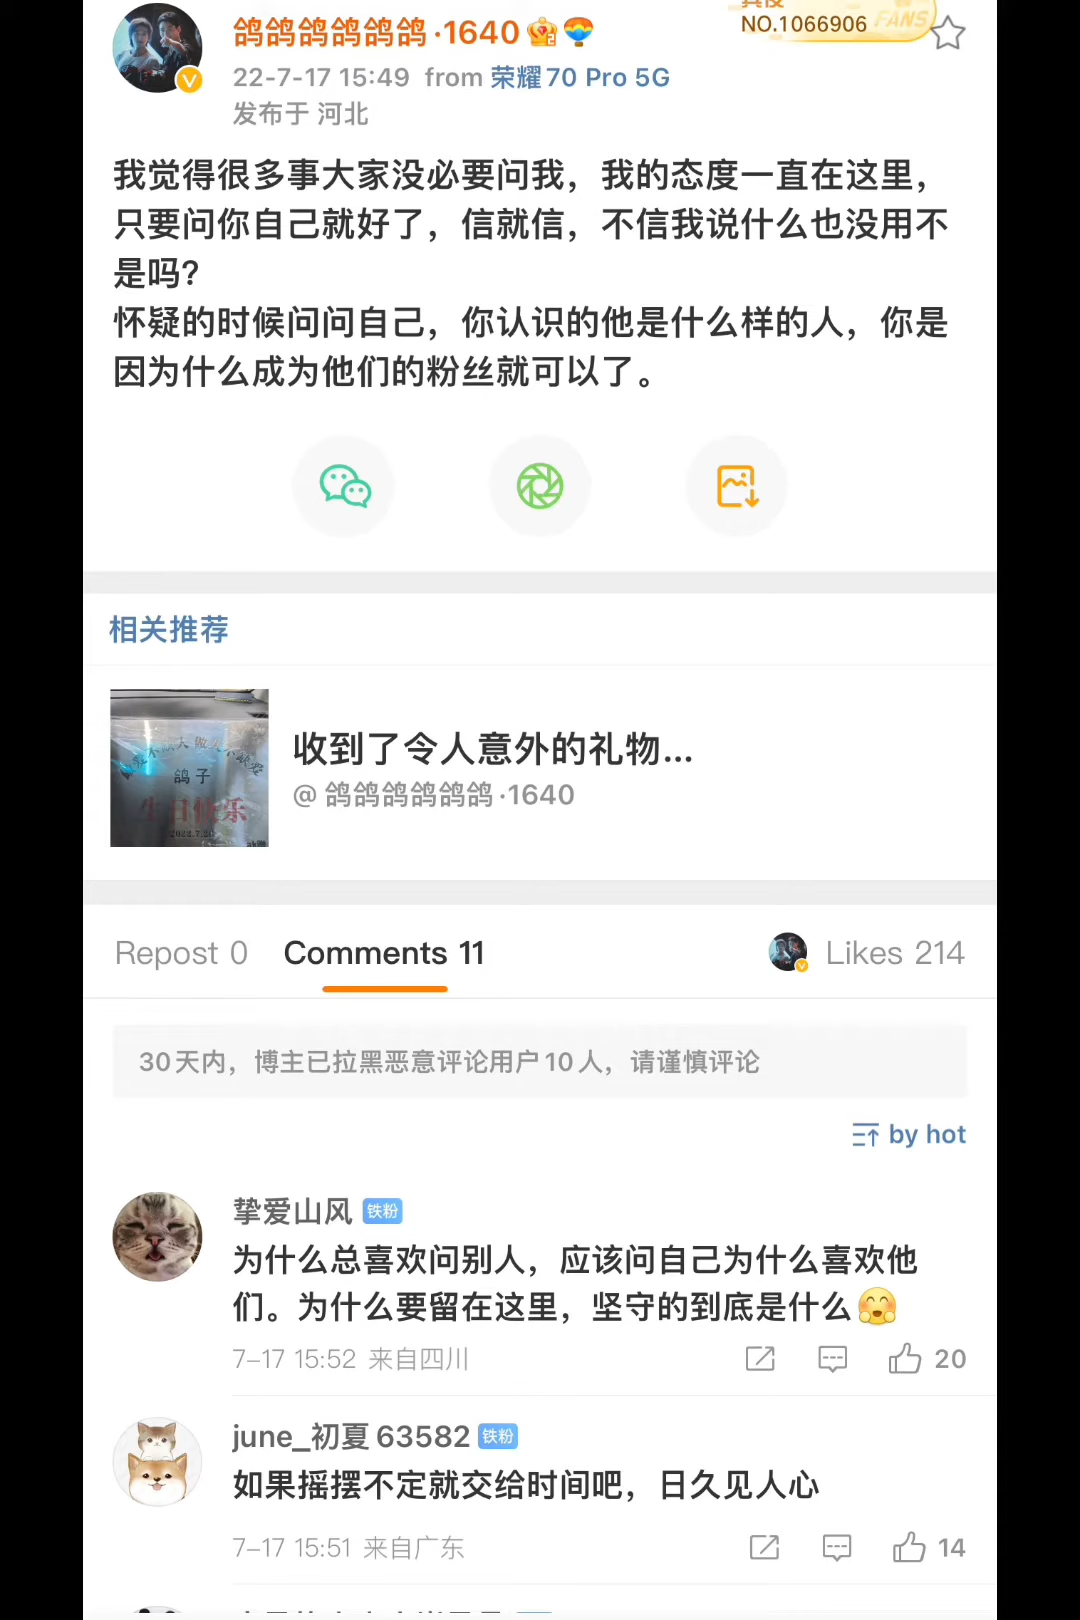 鸽鸽鸽鸽鸽鸽·1640
NO.1066906 FANS
22-7-17 15:49 from 荣耀70 Pro 5G
发布于 河北
我觉得很多事大家没必要问我，我的态度一直在这里，
只要问你自己就好了，信就信，不信我说什么也没用不
是吗?
怀疑的时候问问自己，你认识的他是什么样的人，你是
因为什么成为他们的粉丝就可以了。
相关推荐
鸽子
生日快乐
2022.7.20
收到了令人意外的礼物...
@鸽鸽鸽鸽鸽鸽·1640
Repost 0 Comments 11 Likes 214
30天内，博主已拉黑恶意评论用户10人，请谨慎评论
by hot
挚爱山风 铁粉
为什么总喜欢问别人，应该问自己为什么喜欢他
们。为什么要留在这里，坚守的到底是什么
7-17 15:52 来自四川 20
june_初夏63582 铁粉
如果摇摆不定就交给时间吧，日久见人心
7-17 15:51 来自广东 14